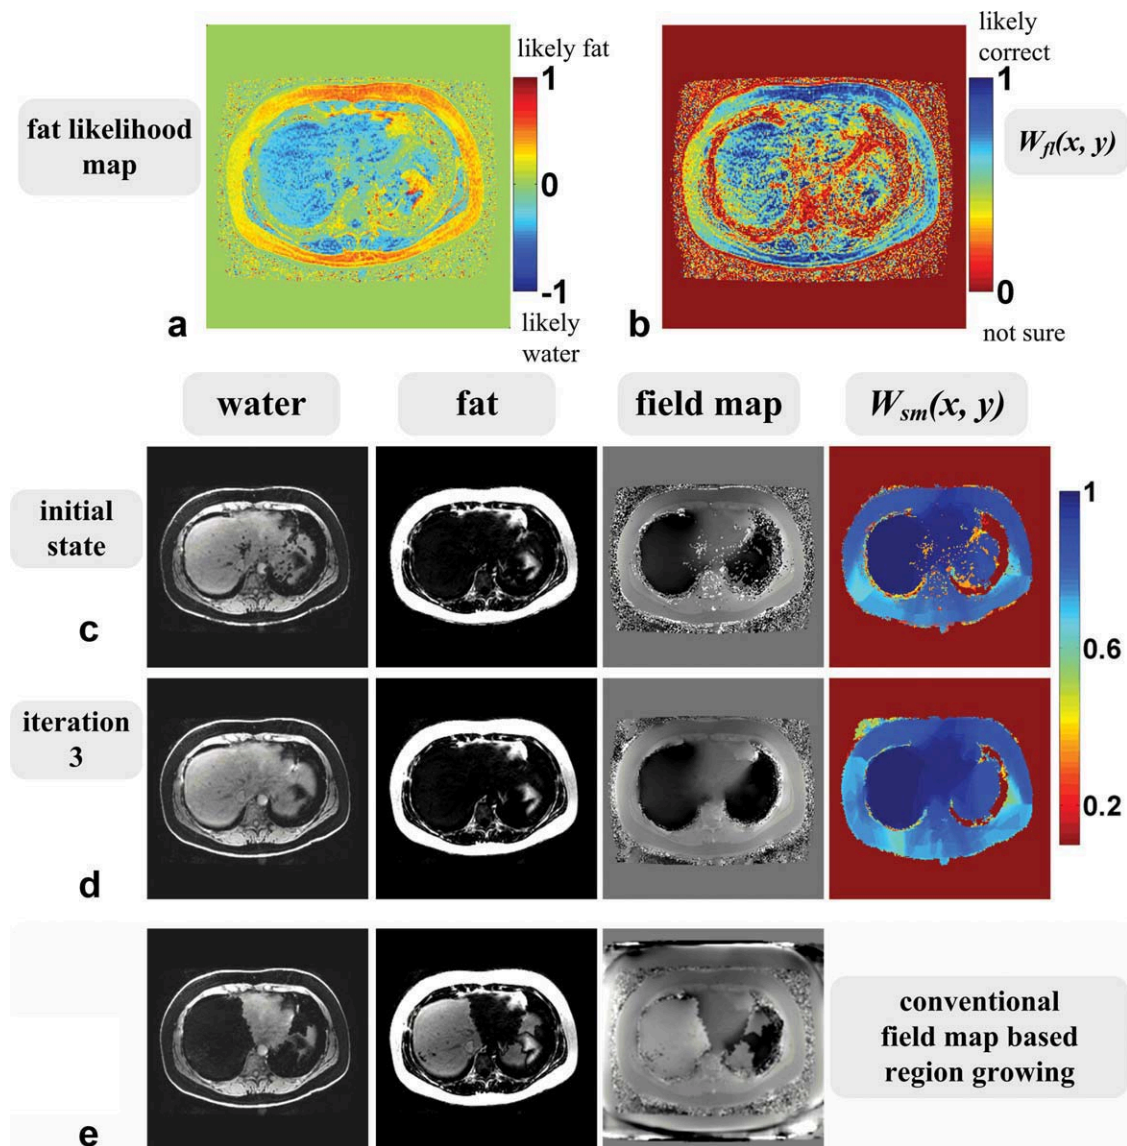 likely fat
1
fat likelihood
map
0
-1
a
likely
water
likely
correct
1
W_fl(x, y)
0
b
not sure
water
fat
field map
W_sm(x, y)
initial
state
c
1
0.6
0.2
iteration
3
d
e
conventional
field map based
region growing